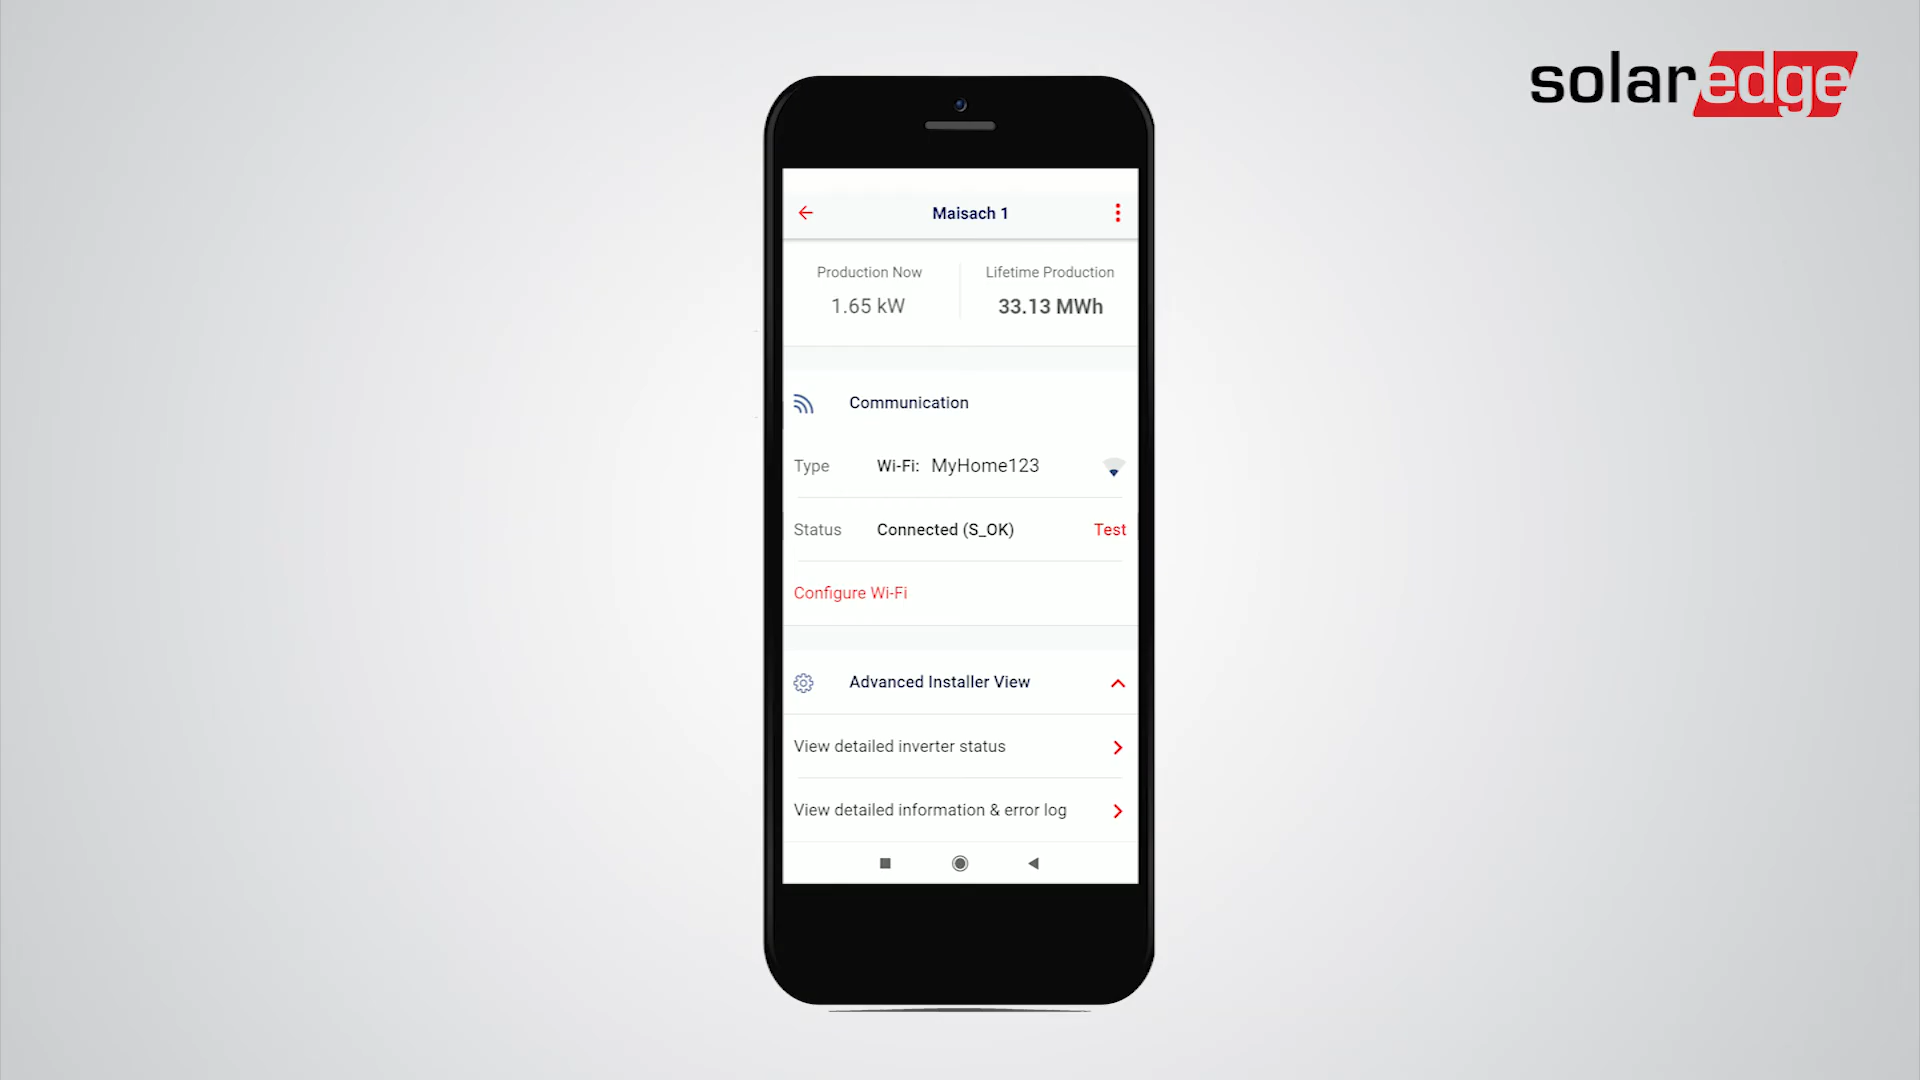 solaredge
Maisach 1
Production Now
Lifetime Production
1.65 kW
33.13 MWh
Communication
Type Wi-Fi: MyHome123
Status Connected (S_OK) Test
Configure Wi-Fi
Advanced Installer View
View detailed inverter status
View detailed information & error log